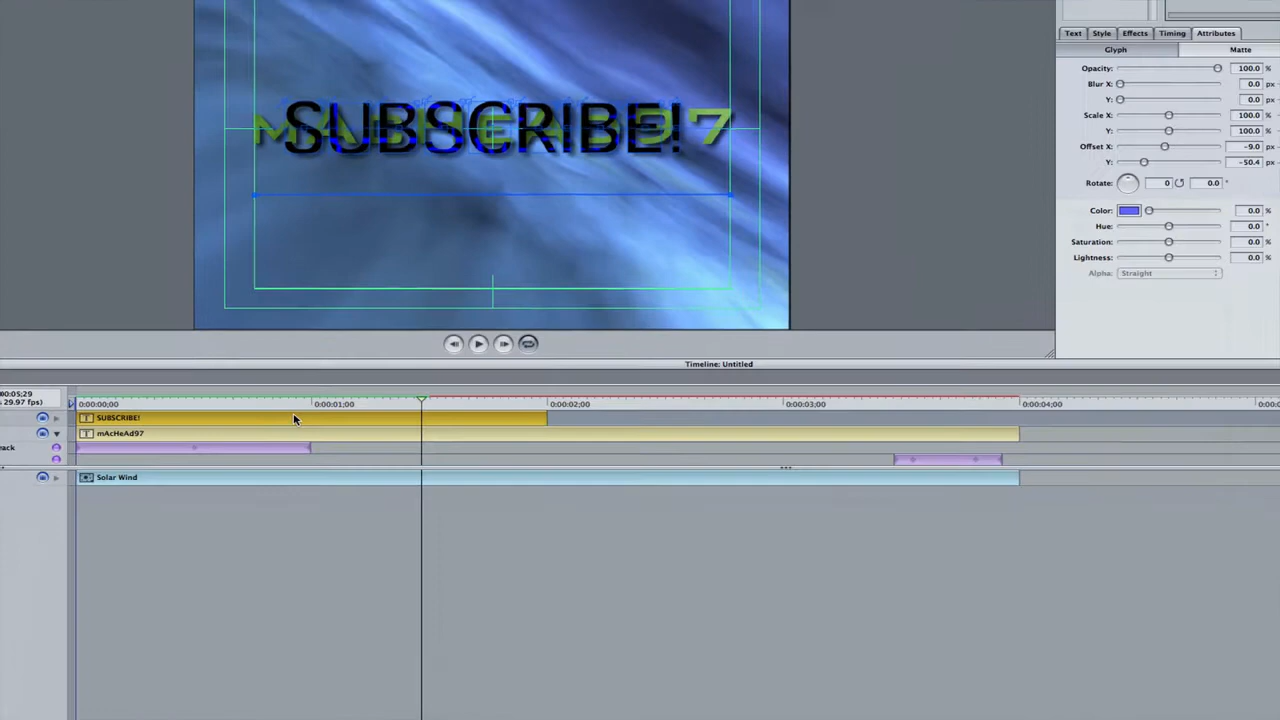 Text Style Effects Timing Attributes
Glyph Matte
Opacity: 100.0 %
Blur X: 0.0 px
Y: 0.0 px
Scale X: 100.0 %
Y: 100.0 %
Offset X: -9.0 px
Y: -50.4 px
Rotate: 0 0.0 °
Color: 0.0 %
Hue: 0.0 °
Saturation: 0.0 %
Lightness: 0.0 %
Alpha: Straight
SUBSCRIBE!
Timeline: Untitled
00:05;29
29.97 fps)
0:00:00;00 0:00:01;00 0:00:02;00 0:00:03;00 0:00:04;00
SUBSCRIBE!
mAcHeAd97
rack
Solar Wind